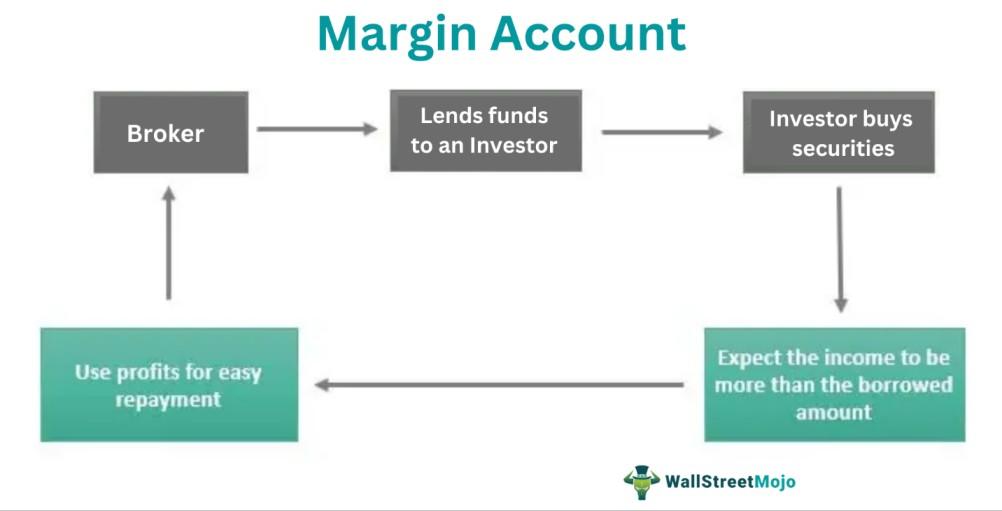 Margin Account
Broker
Lends funds
to an Investor
Investor buys
securities
Expect the income to be
more than the borrowed
amount
Use profits for easy
repayment
WallStreetMojo